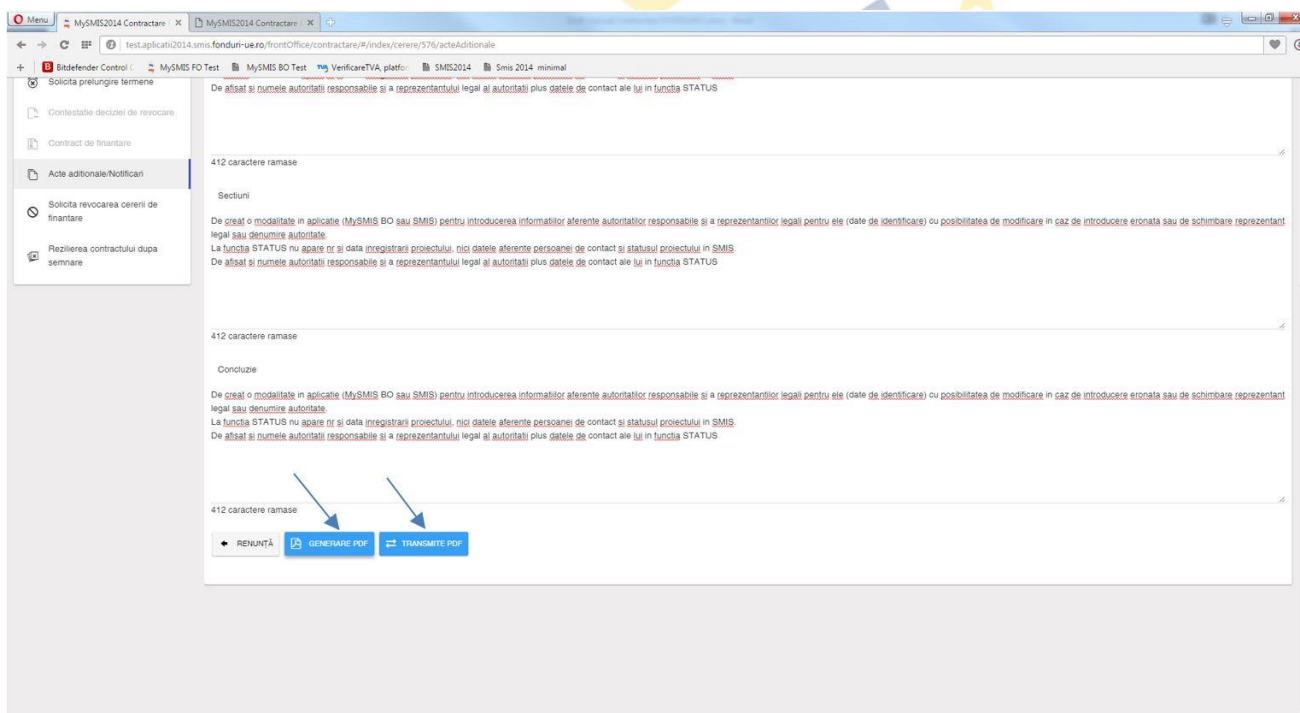 Menu
MySMIS2014 Contractare
MySMIS2014 Contractare
test.aplicatii2014.smis.fonduri-ue.ro/frontOffice/contractare/#/index/cerere/576/acteAditionale
Bitdefender Control C
MySMIS FO Test
MySMIS BO Test
VerificareTVA, platfor
SMIS2014
Smis 2014 minimal
Solicita prelungire termene
Contestatie deciziei de revocare
Contract de finantare
Acte aditionale/Notificari
Solicita revocarea cererii de
finantare
Rezilierea contractului dupa
semnare
De afisat si numele autoritatii responsabile si a reprezentantului legal al autoritatii plus datele de contact ale lui in functia STATUS
412 caractere ramase
Sectiuni
De creat o modalitate in aplicatie (MySMIS BO sau SMIS) pentru introducerea informatiilor aferente autoritatilor responsabile si a reprezentantilor legali pentru ele (date de identificare) cu posibilitatea de modificare in caz de introducere eronata sau de schimbare reprezentant
legal sau denumire autoritate.
La functia STATUS nu apare nr si data inregistrarii proiectului, nici datele aferente persoanei de contact si statusul proiectului in SMIS.
De afisat si numele autoritatii responsabile si a reprezentantului legal al autoritatii plus datele de contact ale lui in functia STATUS
412 caractere ramase
Concluzie
De creat o modalitate in aplicatie (MySMIS BO sau SMIS) pentru introducerea informatiilor aferente autoritatilor responsabile si a reprezentantilor legali pentru ele (date de identificare) cu posibilitatea de modificare in caz de introducere eronata sau de schimbare reprezentant
legal sau denumire autoritate.
La functia STATUS nu apare nr si data inregistrarii proiectului, nici datele aferente persoanei de contact si statusul proiectului in SMIS.
De afisat si numele autoritatii responsabile si a reprezentantului legal al autoritatii plus datele de contact ale lui in functia STATUS
412 caractere ramase
RENUNȚĂ
GENERARE PDF
TRANSMITE PDF